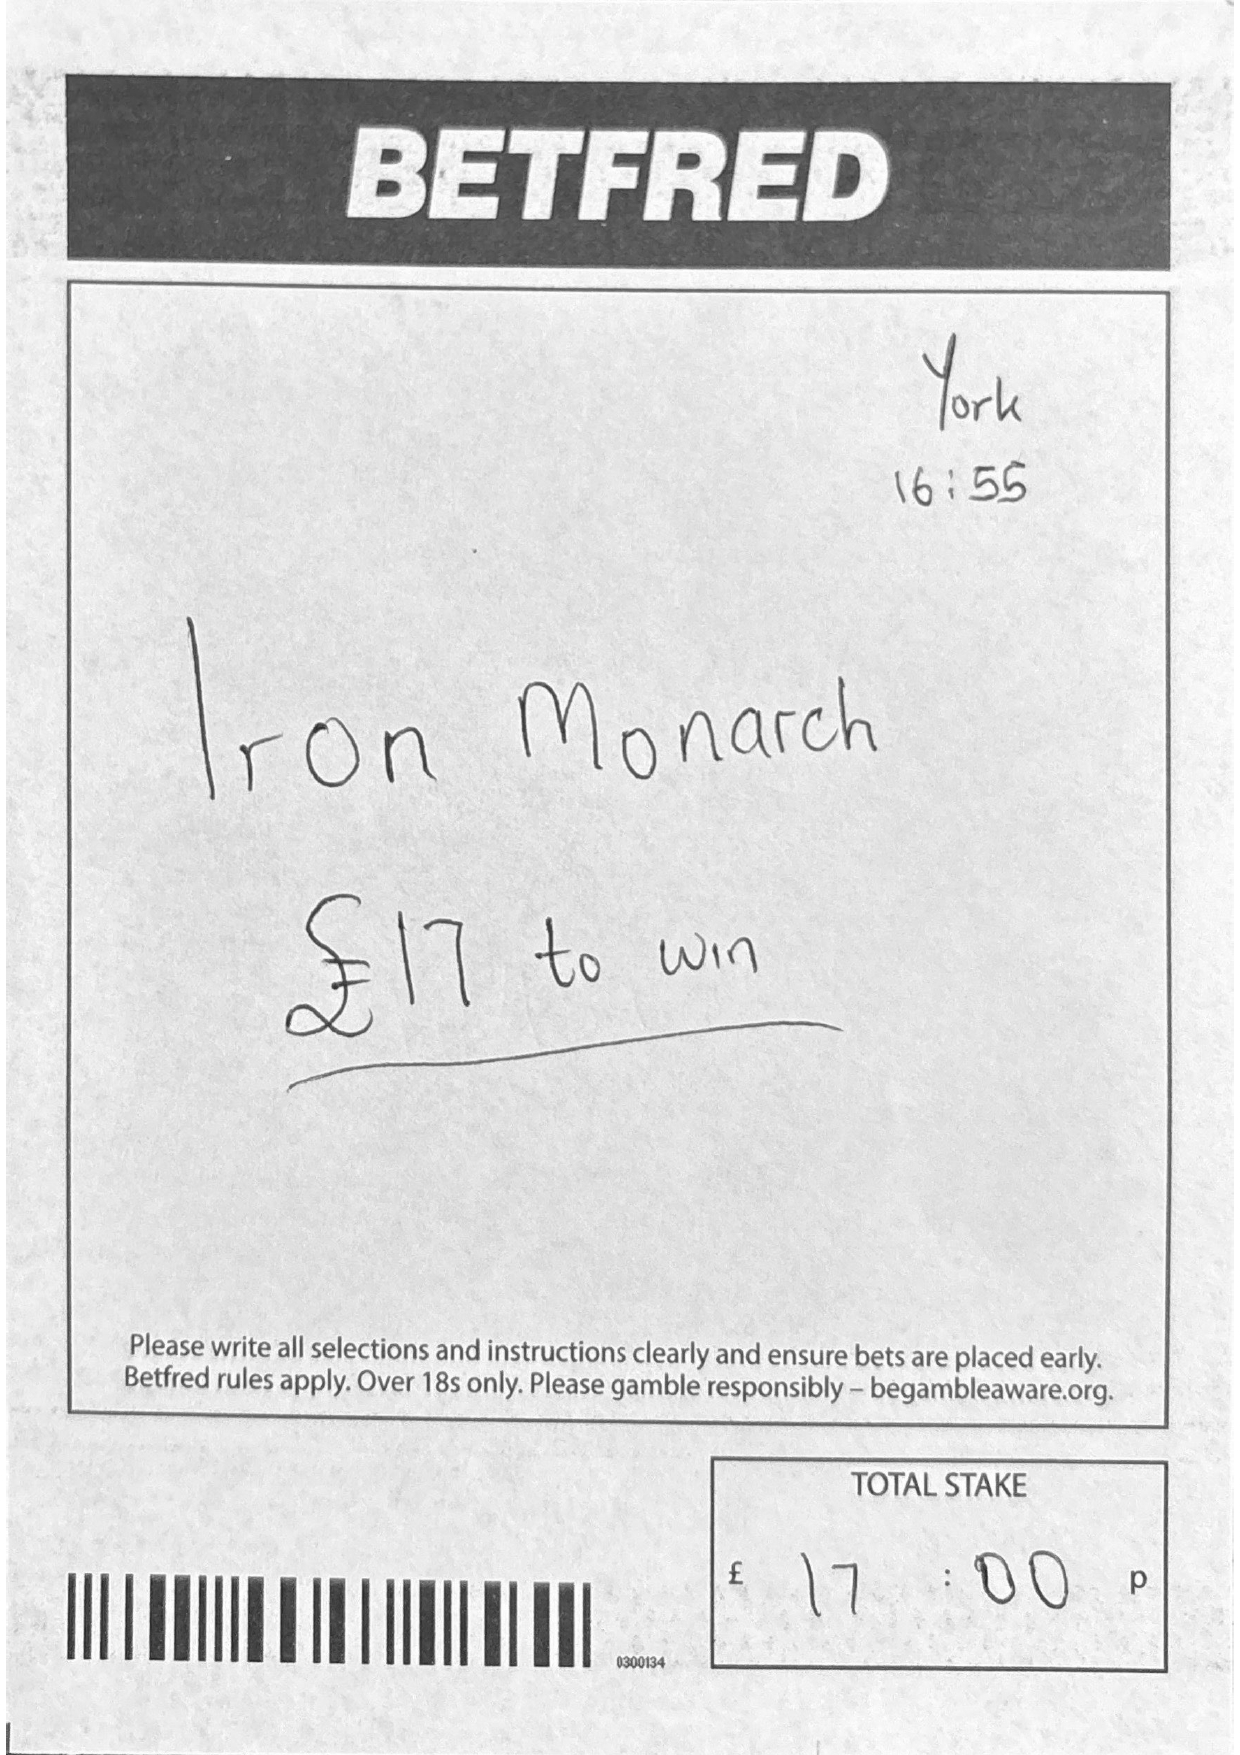 BETFRED
York
16:55
Iron Monarch
£17 to win
Please write all selections and instructions clearly and ensure bets are placed early.
Betfred rules apply. Over 18s only. Please gamble responsibly – begambleaware.org.
TOTAL STAKE
£ 17 : 00 p
0300134